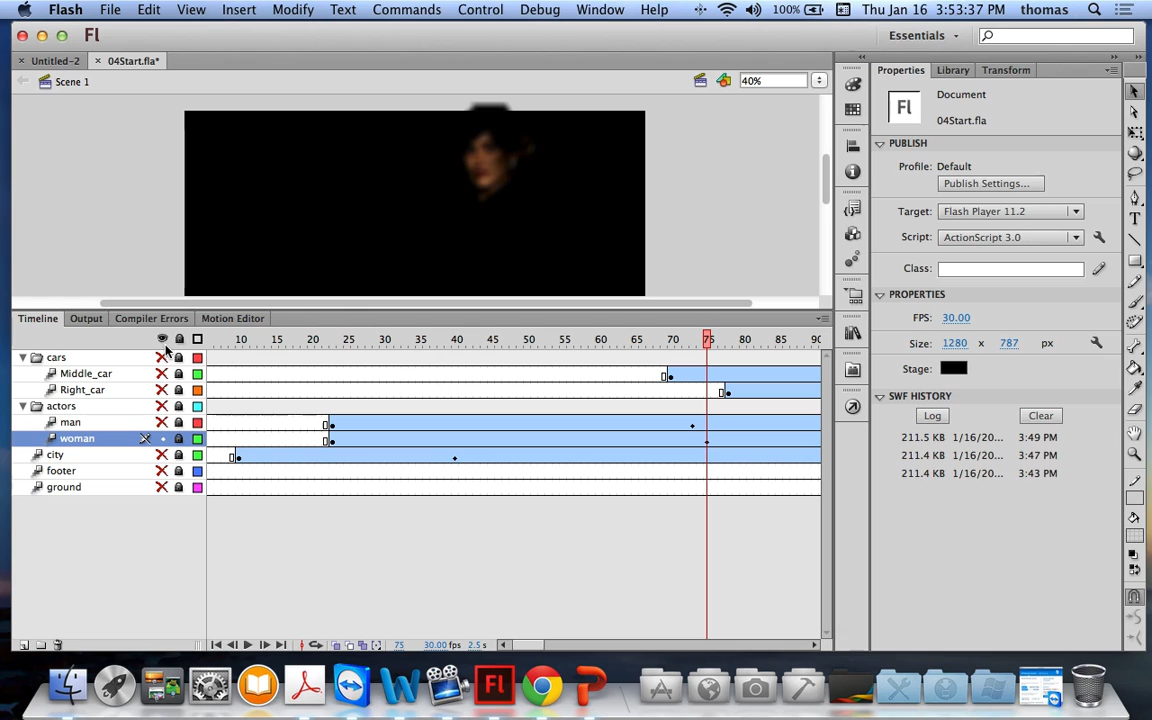 Flash File Edit View Insert Modify Text Commands Control Debug Window Help 100% Thu Jan 16 3:53:37 PM thomas
Fl Essentials
Untitled-2 04Start.fla*
Scene 1 40%
Properties Library Transform
Fl Document
04Start.fla
PUBLISH
Profile: Default
Publish Settings...
Target: Flash Player 11.2
Script: ActionScript 3.0
Class:
PROPERTIES
FPS: 30.00
Size: 1280 x 787 px
Stage:
SWF HISTORY
Log Clear
211.5 KB 1/16/20... 3:49 PM
211.4 KB 1/16/20... 3:47 PM
211.4 KB 1/16/20... 3:43 PM
Timeline Output Compiler Errors Motion Editor
10 15 20 25 30 35 40 45 50 55 60 65 70 75 80 85 90
cars
Middle_car
Right_car
actors
man
woman
city
footer
ground
75 30.00 fps 2.5 s
Fl